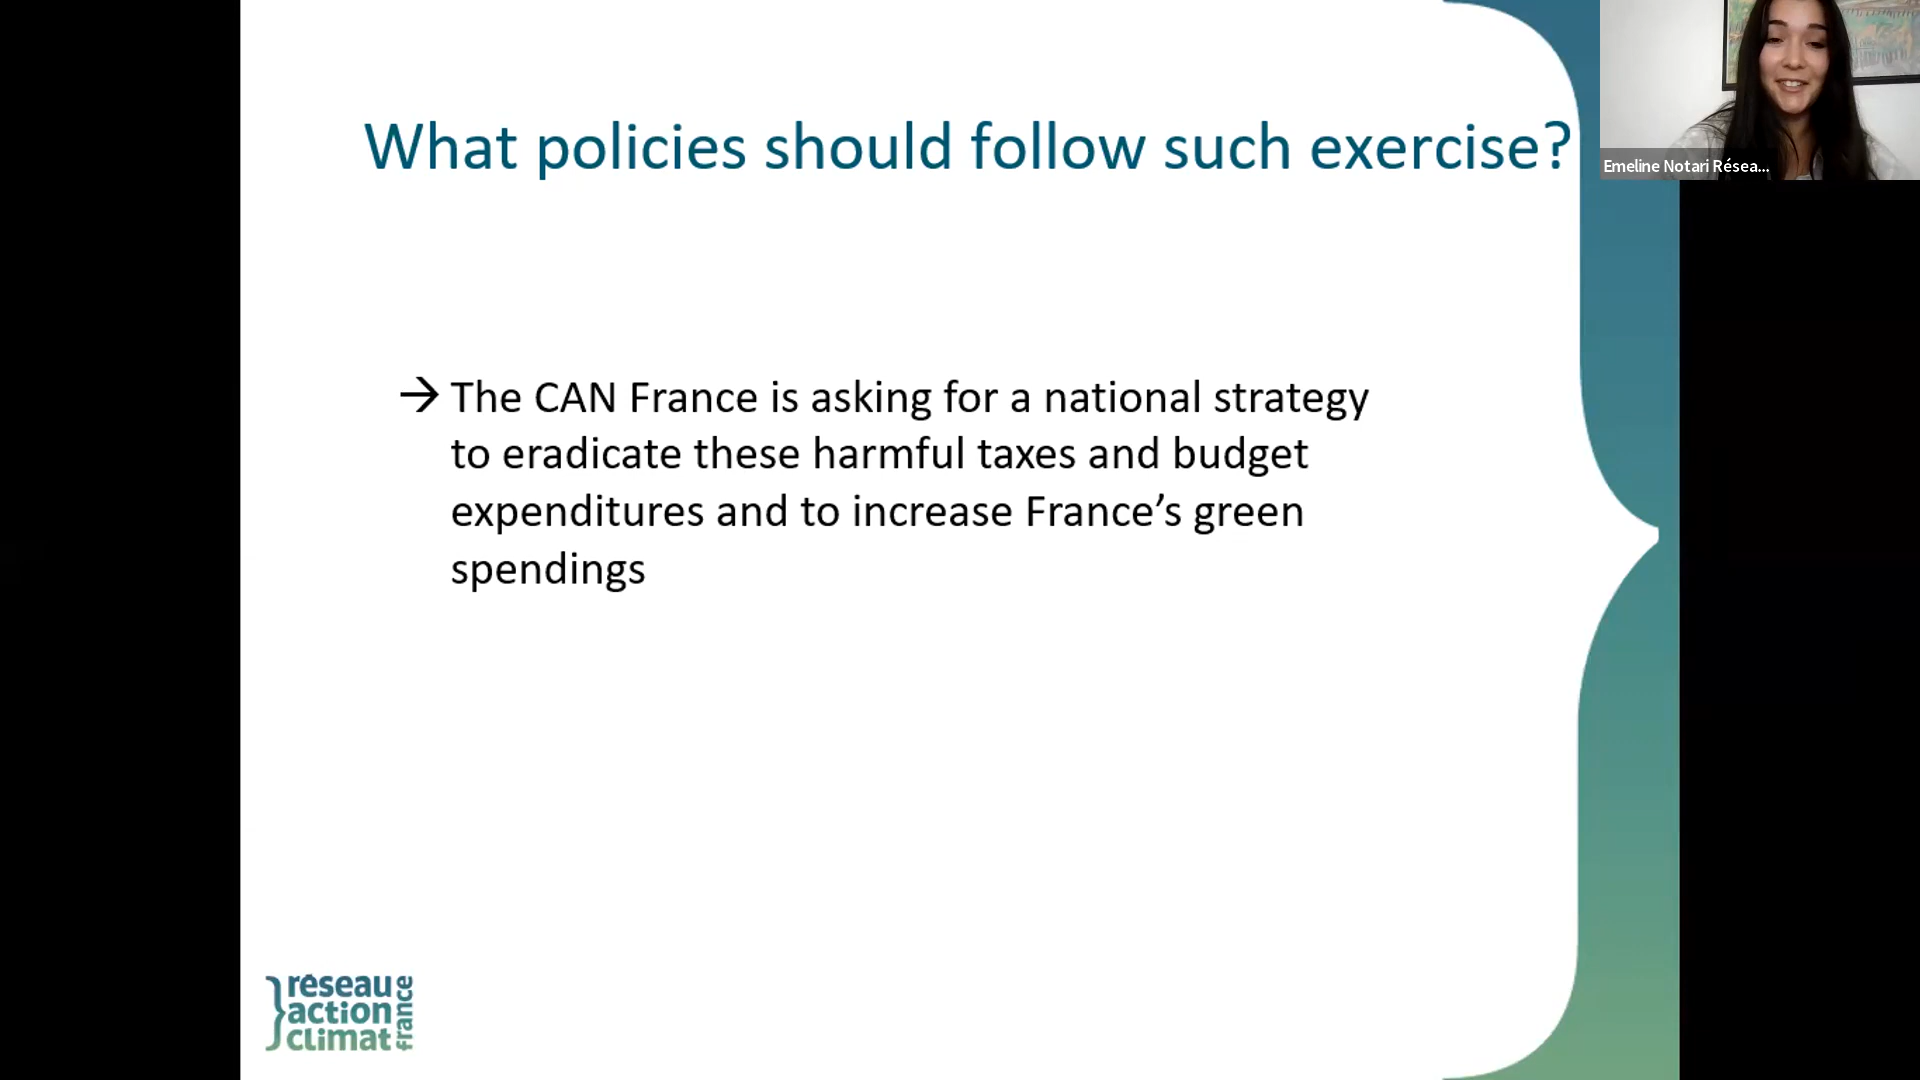 What policies should follow such exercise?
Emeline Notari Résea...
→ The CAN France is asking for a national strategy
to eradicate these harmful taxes and budget
expenditures and to increase France’s green
spendings
réseau
action
climat
france